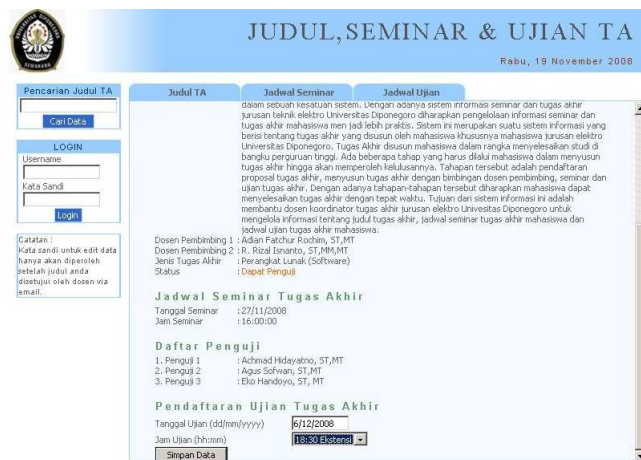 JUDUL, SEMINAR & UJIAN TA
Rabu, 19 November 2008
UNIVERSITAS DIPONEGORO
SEMARANG
Pencarian Judul TA
Cari Data
LOGIN
Username
Kata Sandi
Login
Catatan :
Kata sandi untuk edit data
hanya akan diperoleh
setelah judul anda
disetujui oleh dosen via
email.
Judul TA
Jadwal Seminar
Jadwal Ujian
dalam sebuah kesatuan sistem. Dengan adanya sistem informasi seminar dan tugas akhir
jurusan teknik elektro Universitas Diponegoro diharapkan pengelolaan informasi seminar dan
tugas akhir mahasiswa men jadi lebih praktis. Sistem ini merupakan suatu sistem informasi yang
berisi tentang tugas akhir yang disusun oleh mahasiswa khususnya mahasiswa jurusan elektro
Universitas Diponegoro. Tugas Akhir disusun mahasiswa dalam rangka menyelesaikan studi di
bangku perguruan tinggi. Ada beberapa tahap yang harus dilalui mahasiswa dalam menyusun
tugas akhir hingga akan memperoleh kelulusannya. Tahapan tersebut adalah pendaftaran
proposal tugas akhir, menyusun tugas akhir dengan bimbingan dosen pembimbing, seminar dan
ujian tugas akhir. Dengan adanya tahapan-tahapan tersebut diharapkan mahasiswa dapat
menyelesaikan tugas akhir dengan tepat waktu. Tujuan dari sistem informasi ini adalah
membantu dosen koordinator tugas akhir jurusan elektro Univesitas Diponegoro untuk
mengelola informasi tentang judul tugas akhir, jadwal seminar tugas akhir mahasiswa dan
jadwal ujian tugas akhir mahasiswa.
Dosen Pembimbing 1 : Adian Fatchur Rochim, ST,MT
Dosen Pembimbing 2 : R. Rizal Isnanto, ST,MM,MT
Jenis Tugas Akhir : Perangkat Lunak (Software)
Status : Dapat Penguji
Jadwal Seminar Tugas Akhir
Tanggal Seminar : 27/11/2008
Jam Seminar : 16:00:00
Daftar Penguji
1. Penguji 1 : Achmad Hidayatno, ST,MT
2. Penguji 2 : Agus Sofwan, ST,MT
3. Penguji 3 : Eko Handoyo, ST, MT
Pendaftaran Ujian Tugas Akhir
Tanggal Ujian (dd/mm/yyyy) 6/12/2008
Jam Ujian (hh:mm) 18:30 Ekstensi
Simpan Data